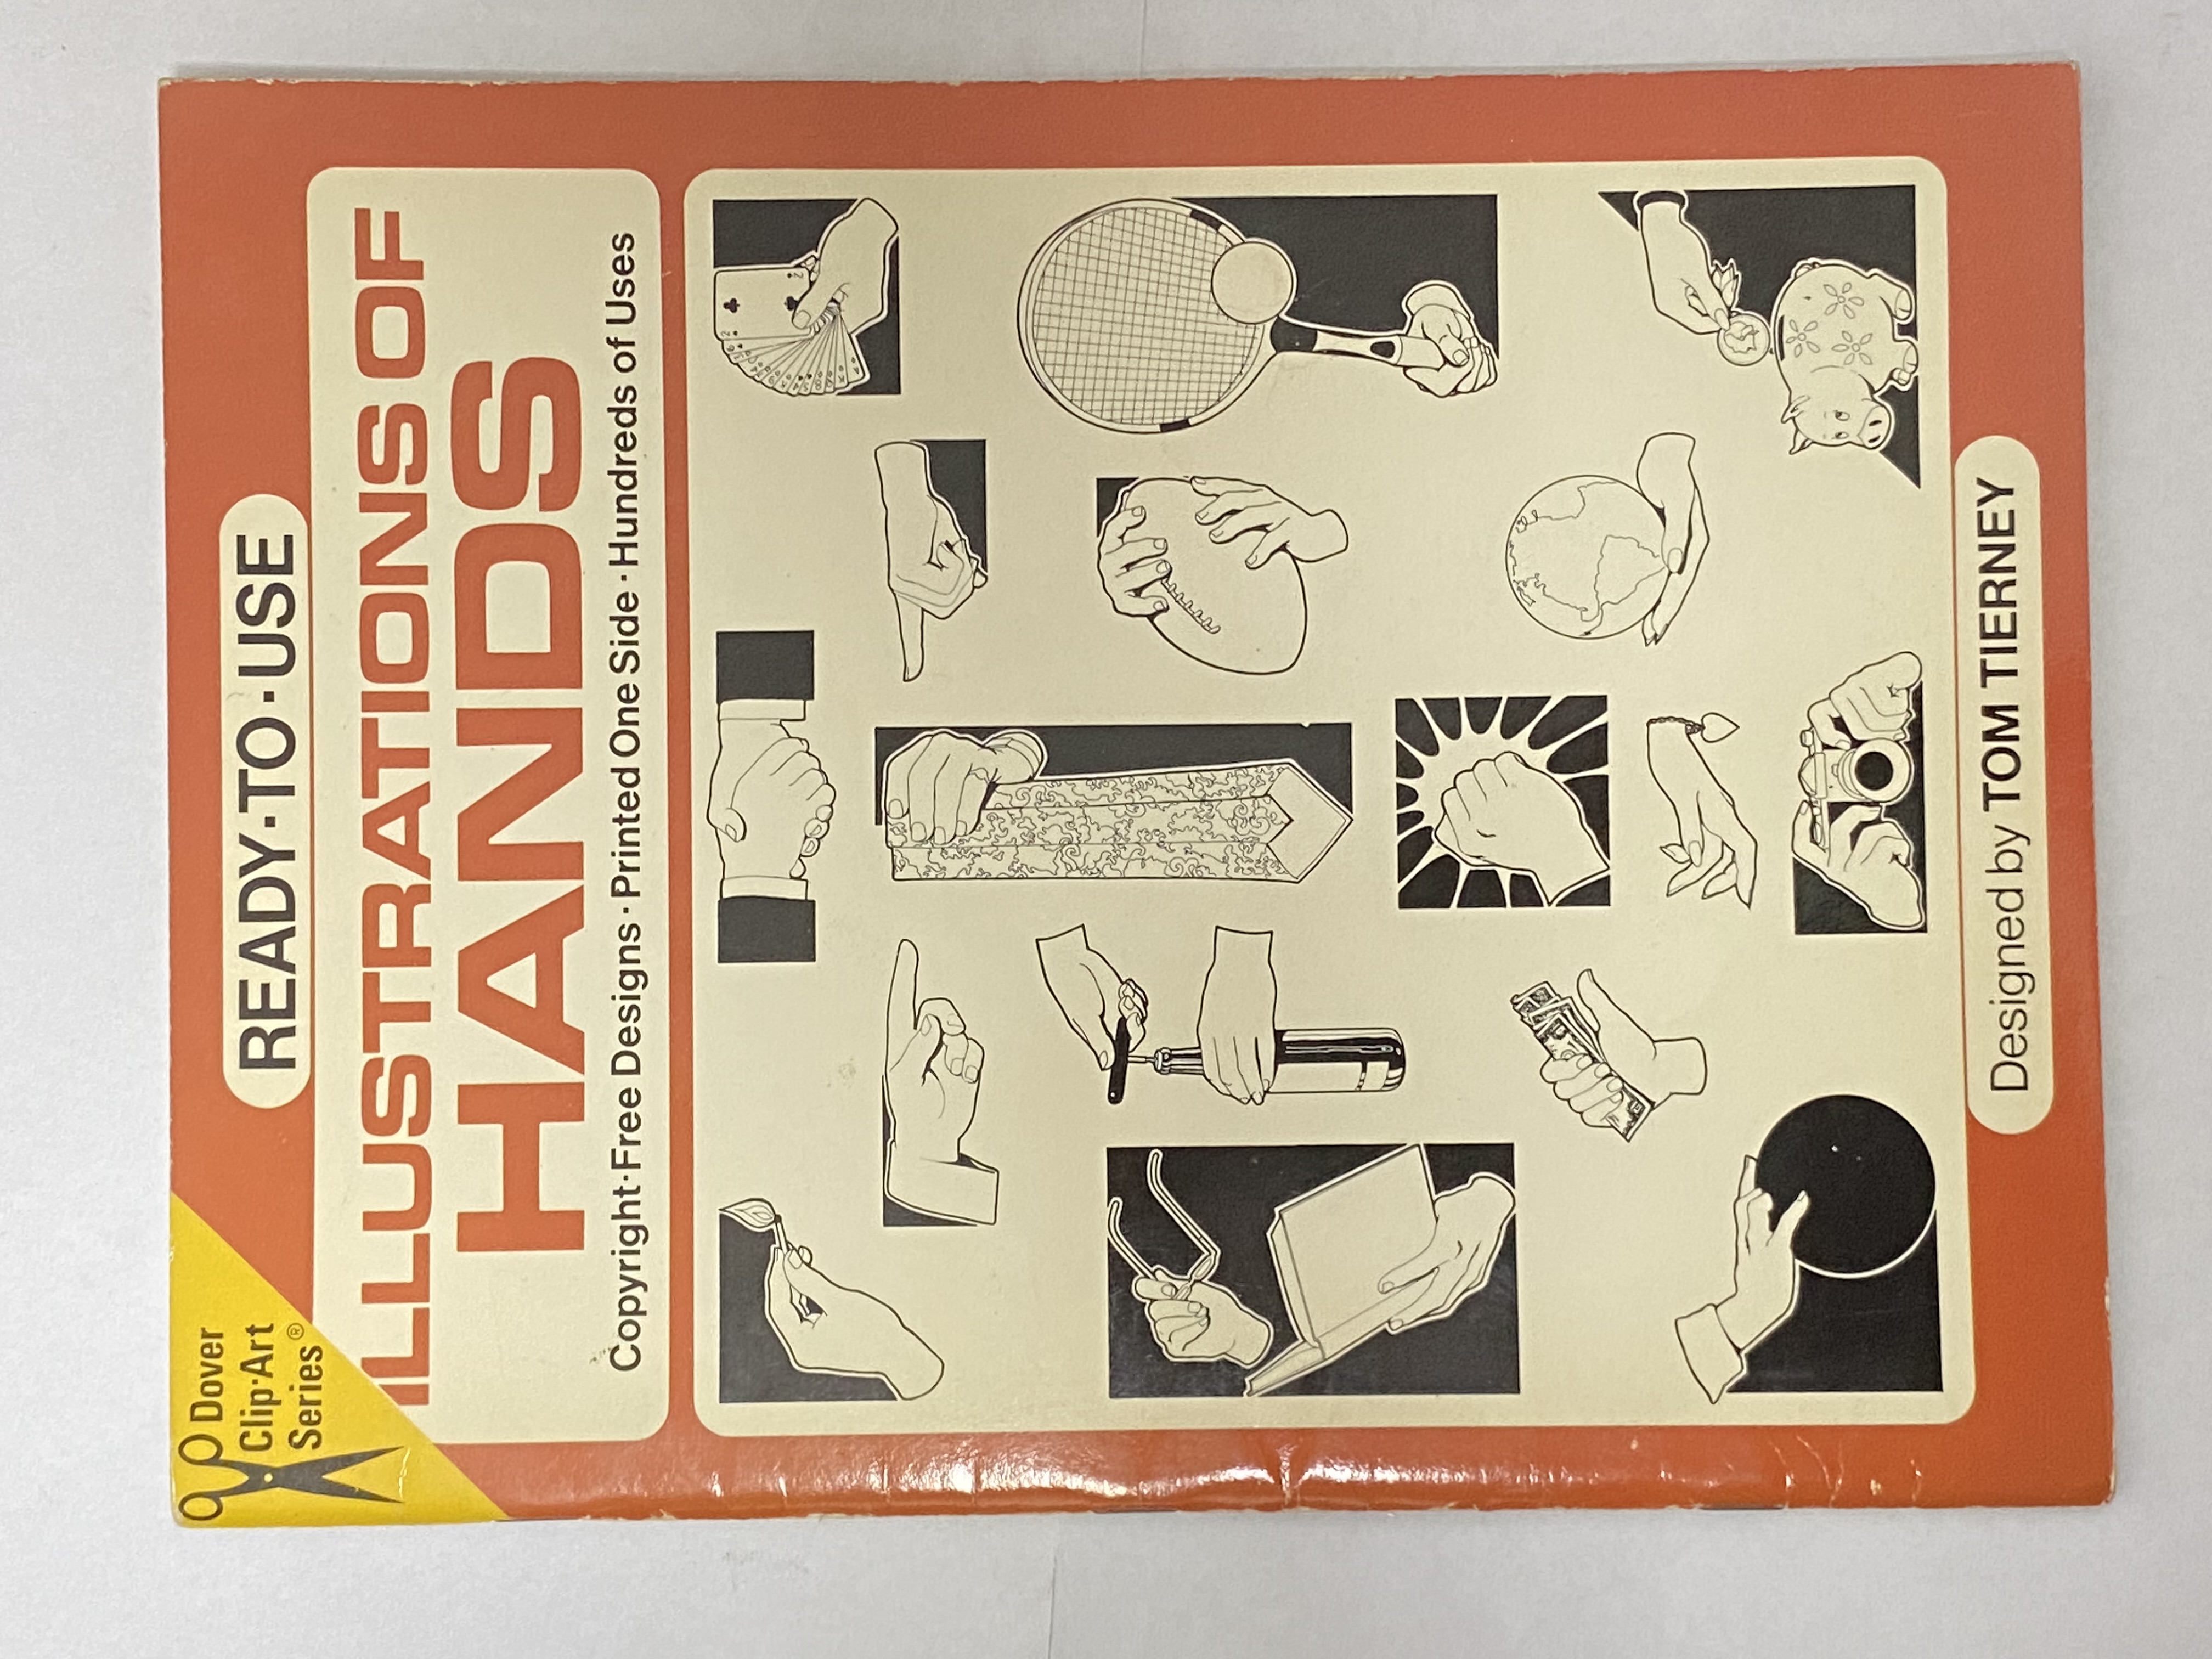 Dover
Clip·Art
Series®
READY·TO·USE
ILLUSTRATIONS OF
HANDS
Copyright·Free Designs · Printed One Side · Hundreds of Uses
Designed by TOM TIERNEY